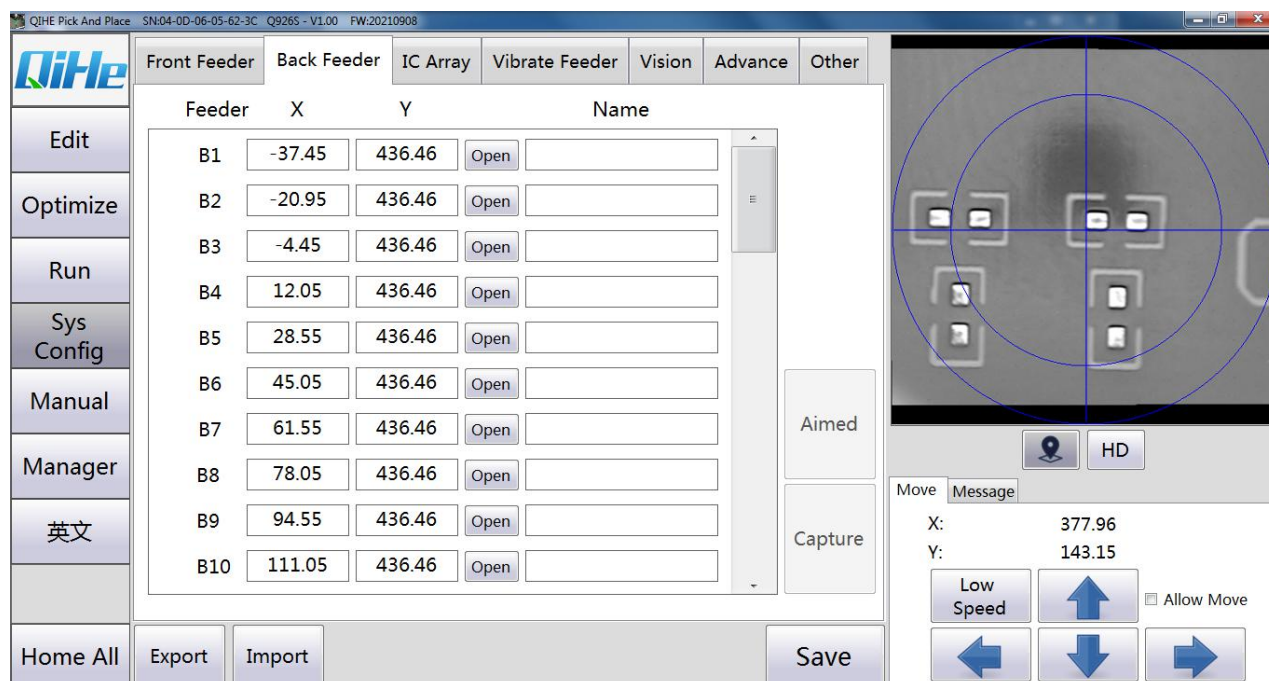 QIHE Pick And Place SN:04-0D-06-05-62-3C Q926S - V1.00 FW:20210908
QiHe
Edit
Optimize
Run
Sys
Config
Manual
Manager
英文
Home All
Front Feeder Back Feeder IC Array Vibrate Feeder Vision Advance Other
Feeder X Y Name
B1 -37.45 436.46 Open
B2 -20.95 436.46 Open
B3 -4.45 436.46 Open
B4 12.05 436.46 Open
B5 28.55 436.46 Open
B6 45.05 436.46 Open
B7 61.55 436.46 Open
B8 78.05 436.46 Open
B9 94.55 436.46 Open
B10 111.05 436.46 Open
Aimed
Capture
Export Import Save
HD
Move Message
X: 377.96
Y: 143.15
Low
Speed
Allow Move